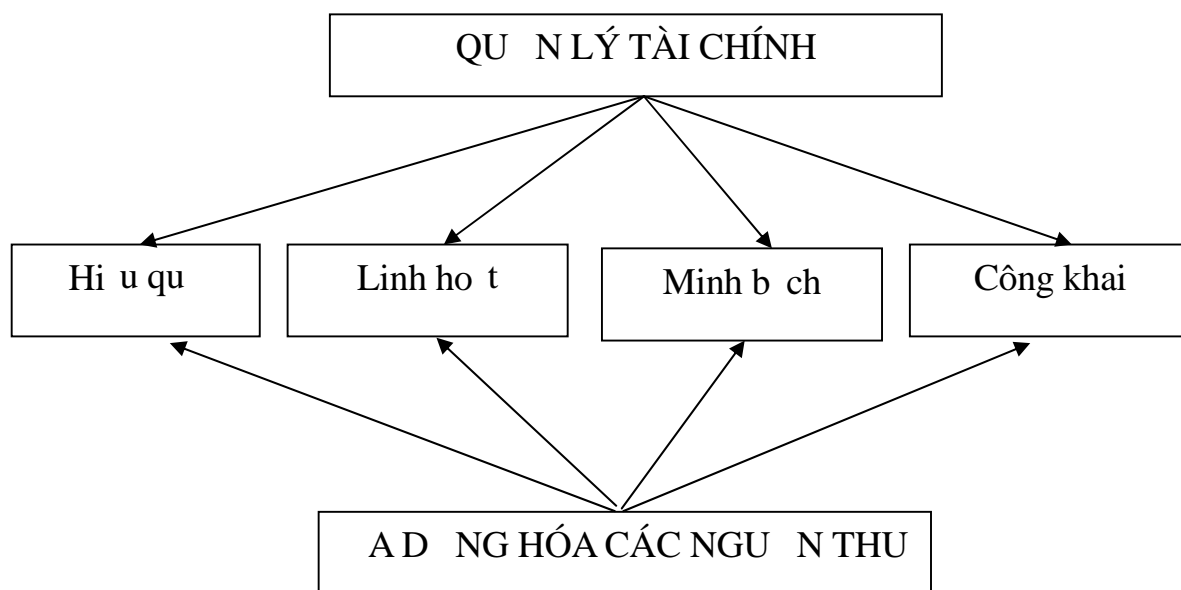 QU N LÝ TÀI CHÍNH
Hi u qu
Linh ho t
Minh b ch
Công khai
A D NG HÓA CÁC NGU N THU